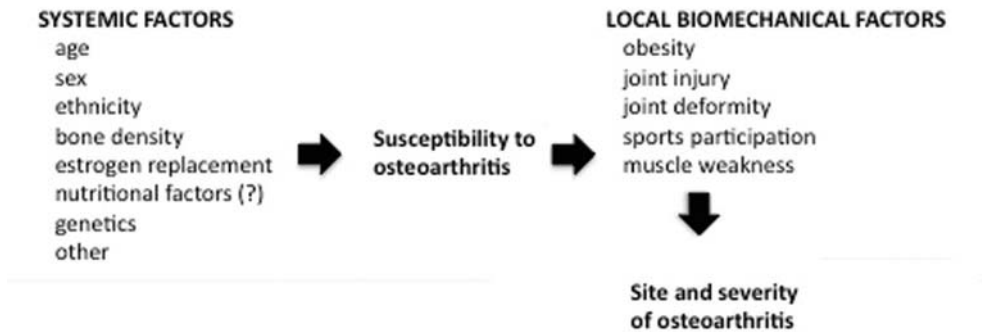 SYSTEMIC FACTORS
age
sex
ethnicity
bone density
estrogen replacement
nutritional factors (?)
genetics
other
Susceptibility to
osteoarthritis
LOCAL BIOMECHANICAL FACTORS
obesity
joint injury
joint deformity
sports participation
muscle weakness
Site and severity
of osteoarthritis